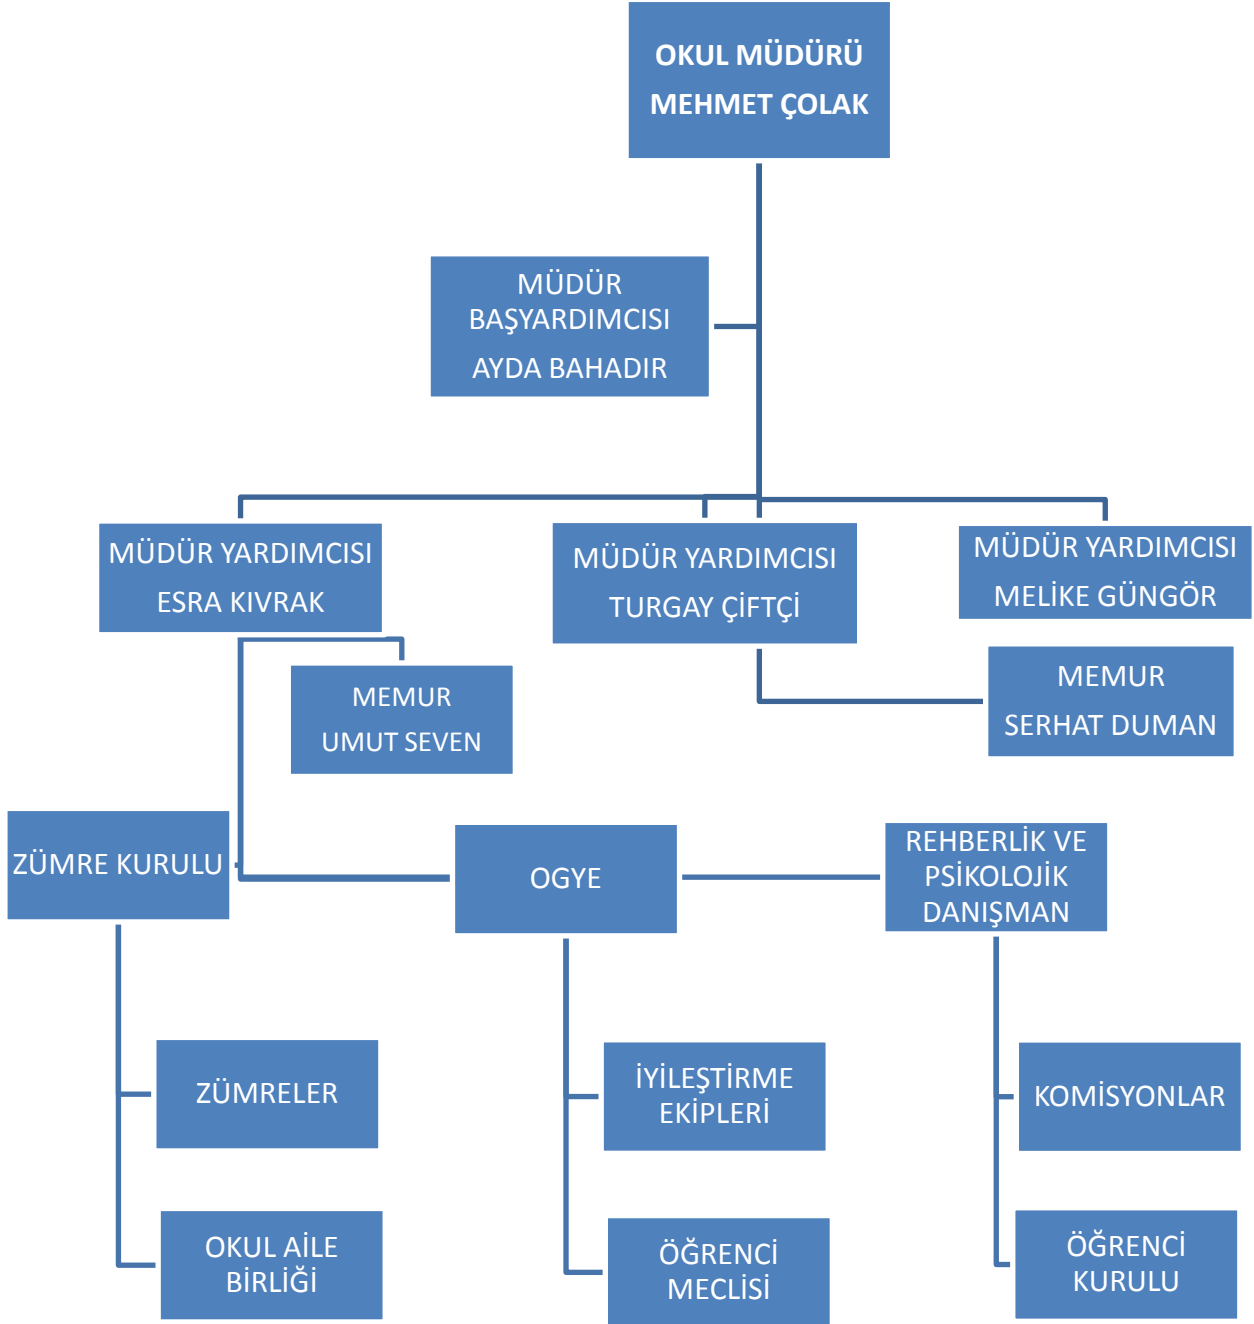 OKUL MÜDÜRÜ
MEHMET ÇOLAK
MÜDÜR
BAŞYARDIMCISI
AYDA BAHADIR
MÜDÜR YARDIMCISI
ESRA KIVRAK
MÜDÜR YARDIMCISI
TURGAY ÇİFTÇİ
MÜDÜR YARDIMCISI
MELİKE GÜNGÖR
MEMUR
UMUT SEVEN
MEMUR
SERHAT DUMAN
ZÜMRE KURULU
OGYE
REHBERLİK VE
PSİKOLOJİK
DANIŞMAN
ZÜMRELER
İYİLEŞTİRME
EKİPLERİ
KOMİSYONLAR
OKUL AİLE
BİRLİĞİ
ÖĞRENCİ
MECLİSİ
ÖĞRENCİ
KURULU